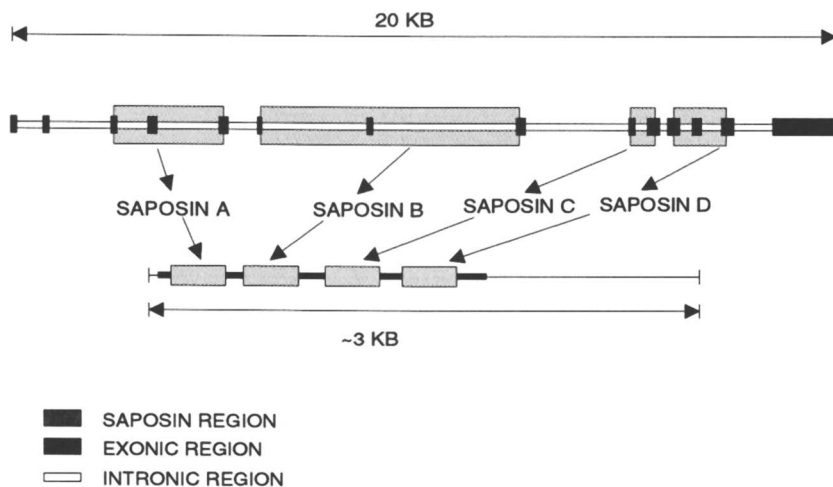 20 KB
SAPOSIN A
SAPOSIN B
SAPOSIN C
SAPOSIN D
~3 KB
SAPOSIN REGION
EXONIC REGION
INTRONIC REGION